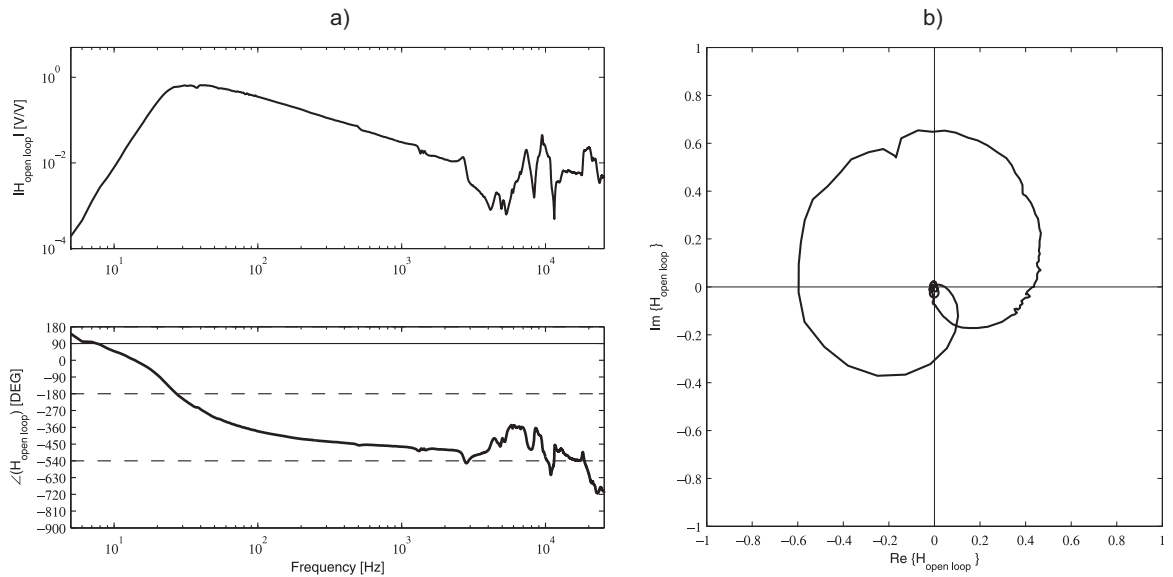 a)
|H open loop| [V/V]
10^0
10^-2
10^-4
10^1 10^2 10^3 10^4
∠(H open loop) [DEG]
180
90
0
−90
−180
−270
−360
−450
−540
−630
−720
−810
−900
10^1 10^2 10^3 10^4
Frequency [Hz]
b)
Im {H open loop}
1
0.8
0.6
0.4
0.2
0
−0.2
−0.4
−0.6
−0.8
−1
−1 −0.8 −0.6 −0.4 −0.2 0 0.2 0.4 0.6 0.8 1
Re {H open loop}